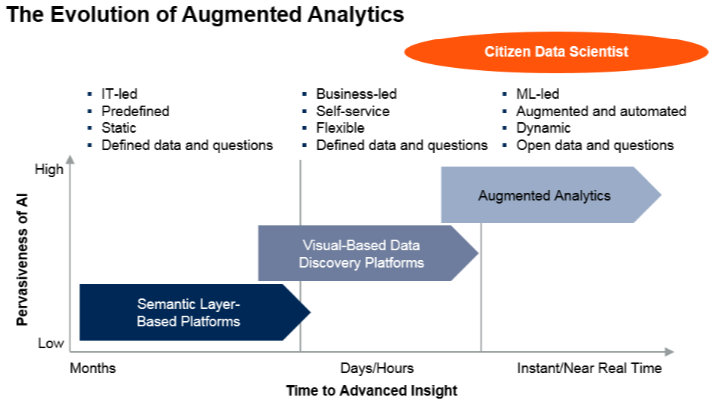 The Evolution of Augmented Analytics
Citizen Data Scientist
▪ IT-led
▪ Predefined
▪ Static
▪ Defined data and questions
▪ Business-led
▪ Self-service
▪ Flexible
▪ Defined data and questions
▪ ML-led
▪ Augmented and automated
▪ Dynamic
▪ Open data and questions
High
Pervasiveness of AI
Low
Augmented Analytics
Visual-Based Data
Discovery Platforms
Semantic Layer-
Based Platforms
Months
Days/Hours
Instant/Near Real Time
Time to Advanced Insight